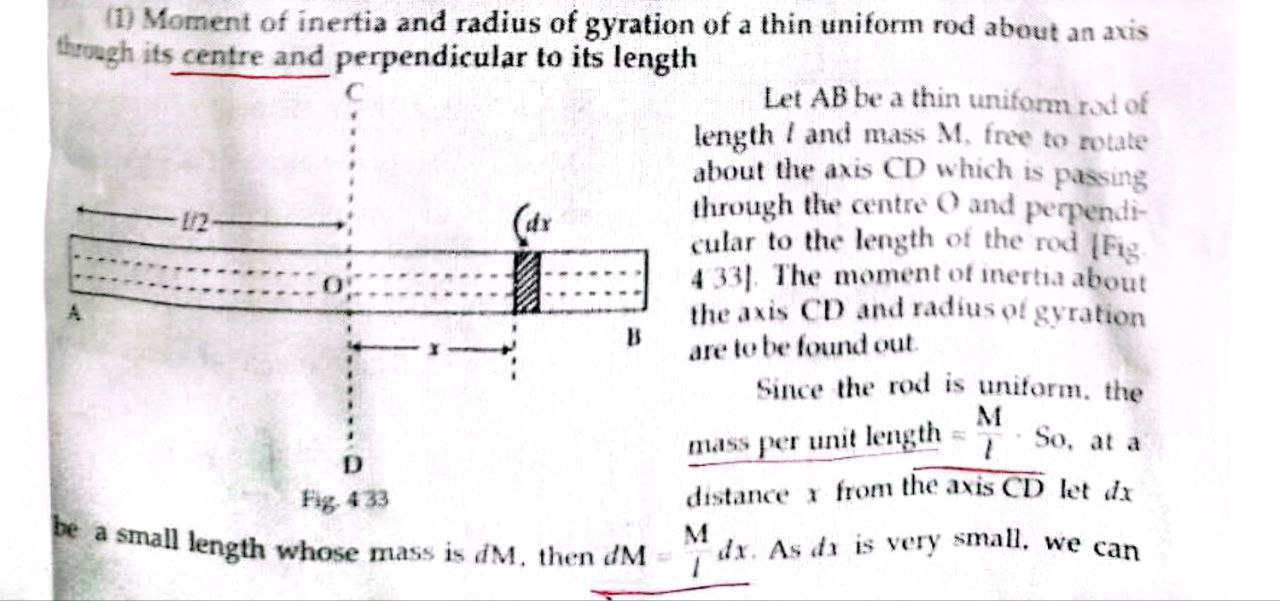 (1) Moment of inertia and radius of gyration of a thin uniform rod about an axis
through its centre and perpendicular to its length
C
Let AB be a thin uniform rod of
length l and mass M, free to rotate
about the axis CD which is passing
through the centre O and perpendi-
cular to the length of the rod [Fig.
4 33]. The moment of inertia about
the axis CD and radius of gyration
are to be found out.
l/2
dx
O
A
B
x
D
Fig. 4 33
Since the rod is uniform, the
mass per unit length = M/l . So, at a
distance x from the axis CD let dx
be a small length whose mass is dM, then dM = M/l dx. As dx is very small, we can